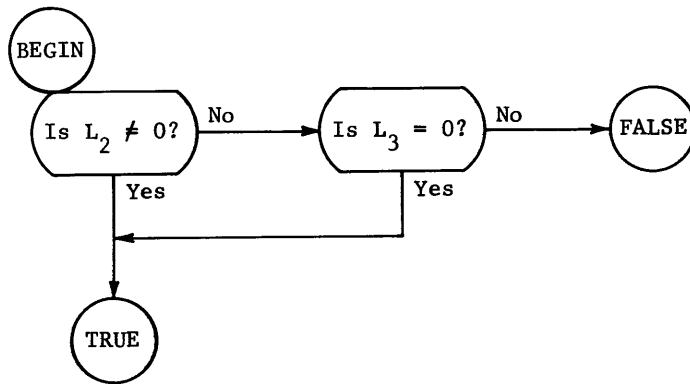 BEGIN
Is L₂ ≠ 0?
No
Is L₃ = 0?
No
FALSE
Yes
Yes
TRUE